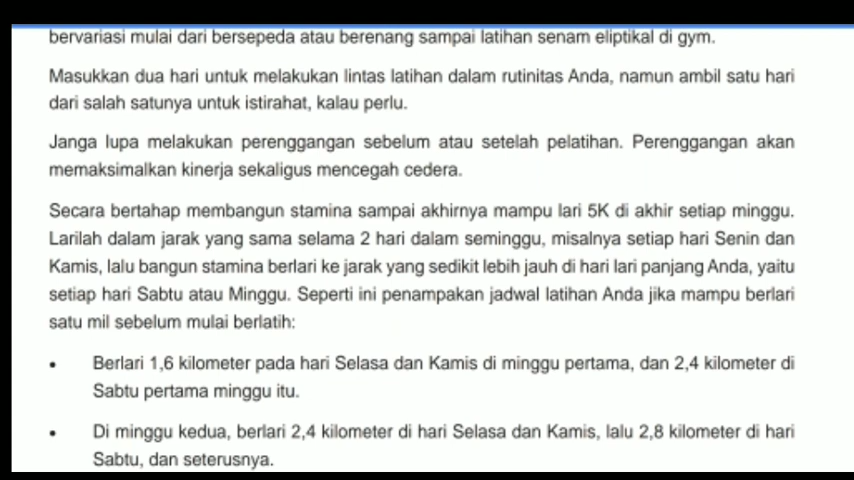 bervariasi mulai dari bersepeda atau berenang sampai latihan senam eliptikal di gym.
Masukkan dua hari untuk melakukan lintas latihan dalam rutinitas Anda, namun ambil satu hari
dari salah satunya untuk istirahat, kalau perlu.
Janga lupa melakukan perenggangan sebelum atau setelah pelatihan. Perenggangan akan
memaksimalkan kinerja sekaligus mencegah cedera.
Secara bertahap membangun stamina sampai akhirnya mampu lari 5K di akhir setiap minggu.
Larilah dalam jarak yang sama selama 2 hari dalam seminggu, misalnya setiap hari Senin dan
Kamis, lalu bangun stamina berlari ke jarak yang sedikit lebih jauh di hari lari panjang Anda, yaitu
setiap hari Sabtu atau Minggu. Seperti ini penampakan jadwal latihan Anda jika mampu berlari
satu mil sebelum mulai berlatih:
• Berlari 1,6 kilometer pada hari Selasa dan Kamis di minggu pertama, dan 2,4 kilometer di
Sabtu pertama minggu itu.
• Di minggu kedua, berlari 2,4 kilometer di hari Selasa dan Kamis, lalu 2,8 kilometer di hari
Sabtu, dan seterusnya.